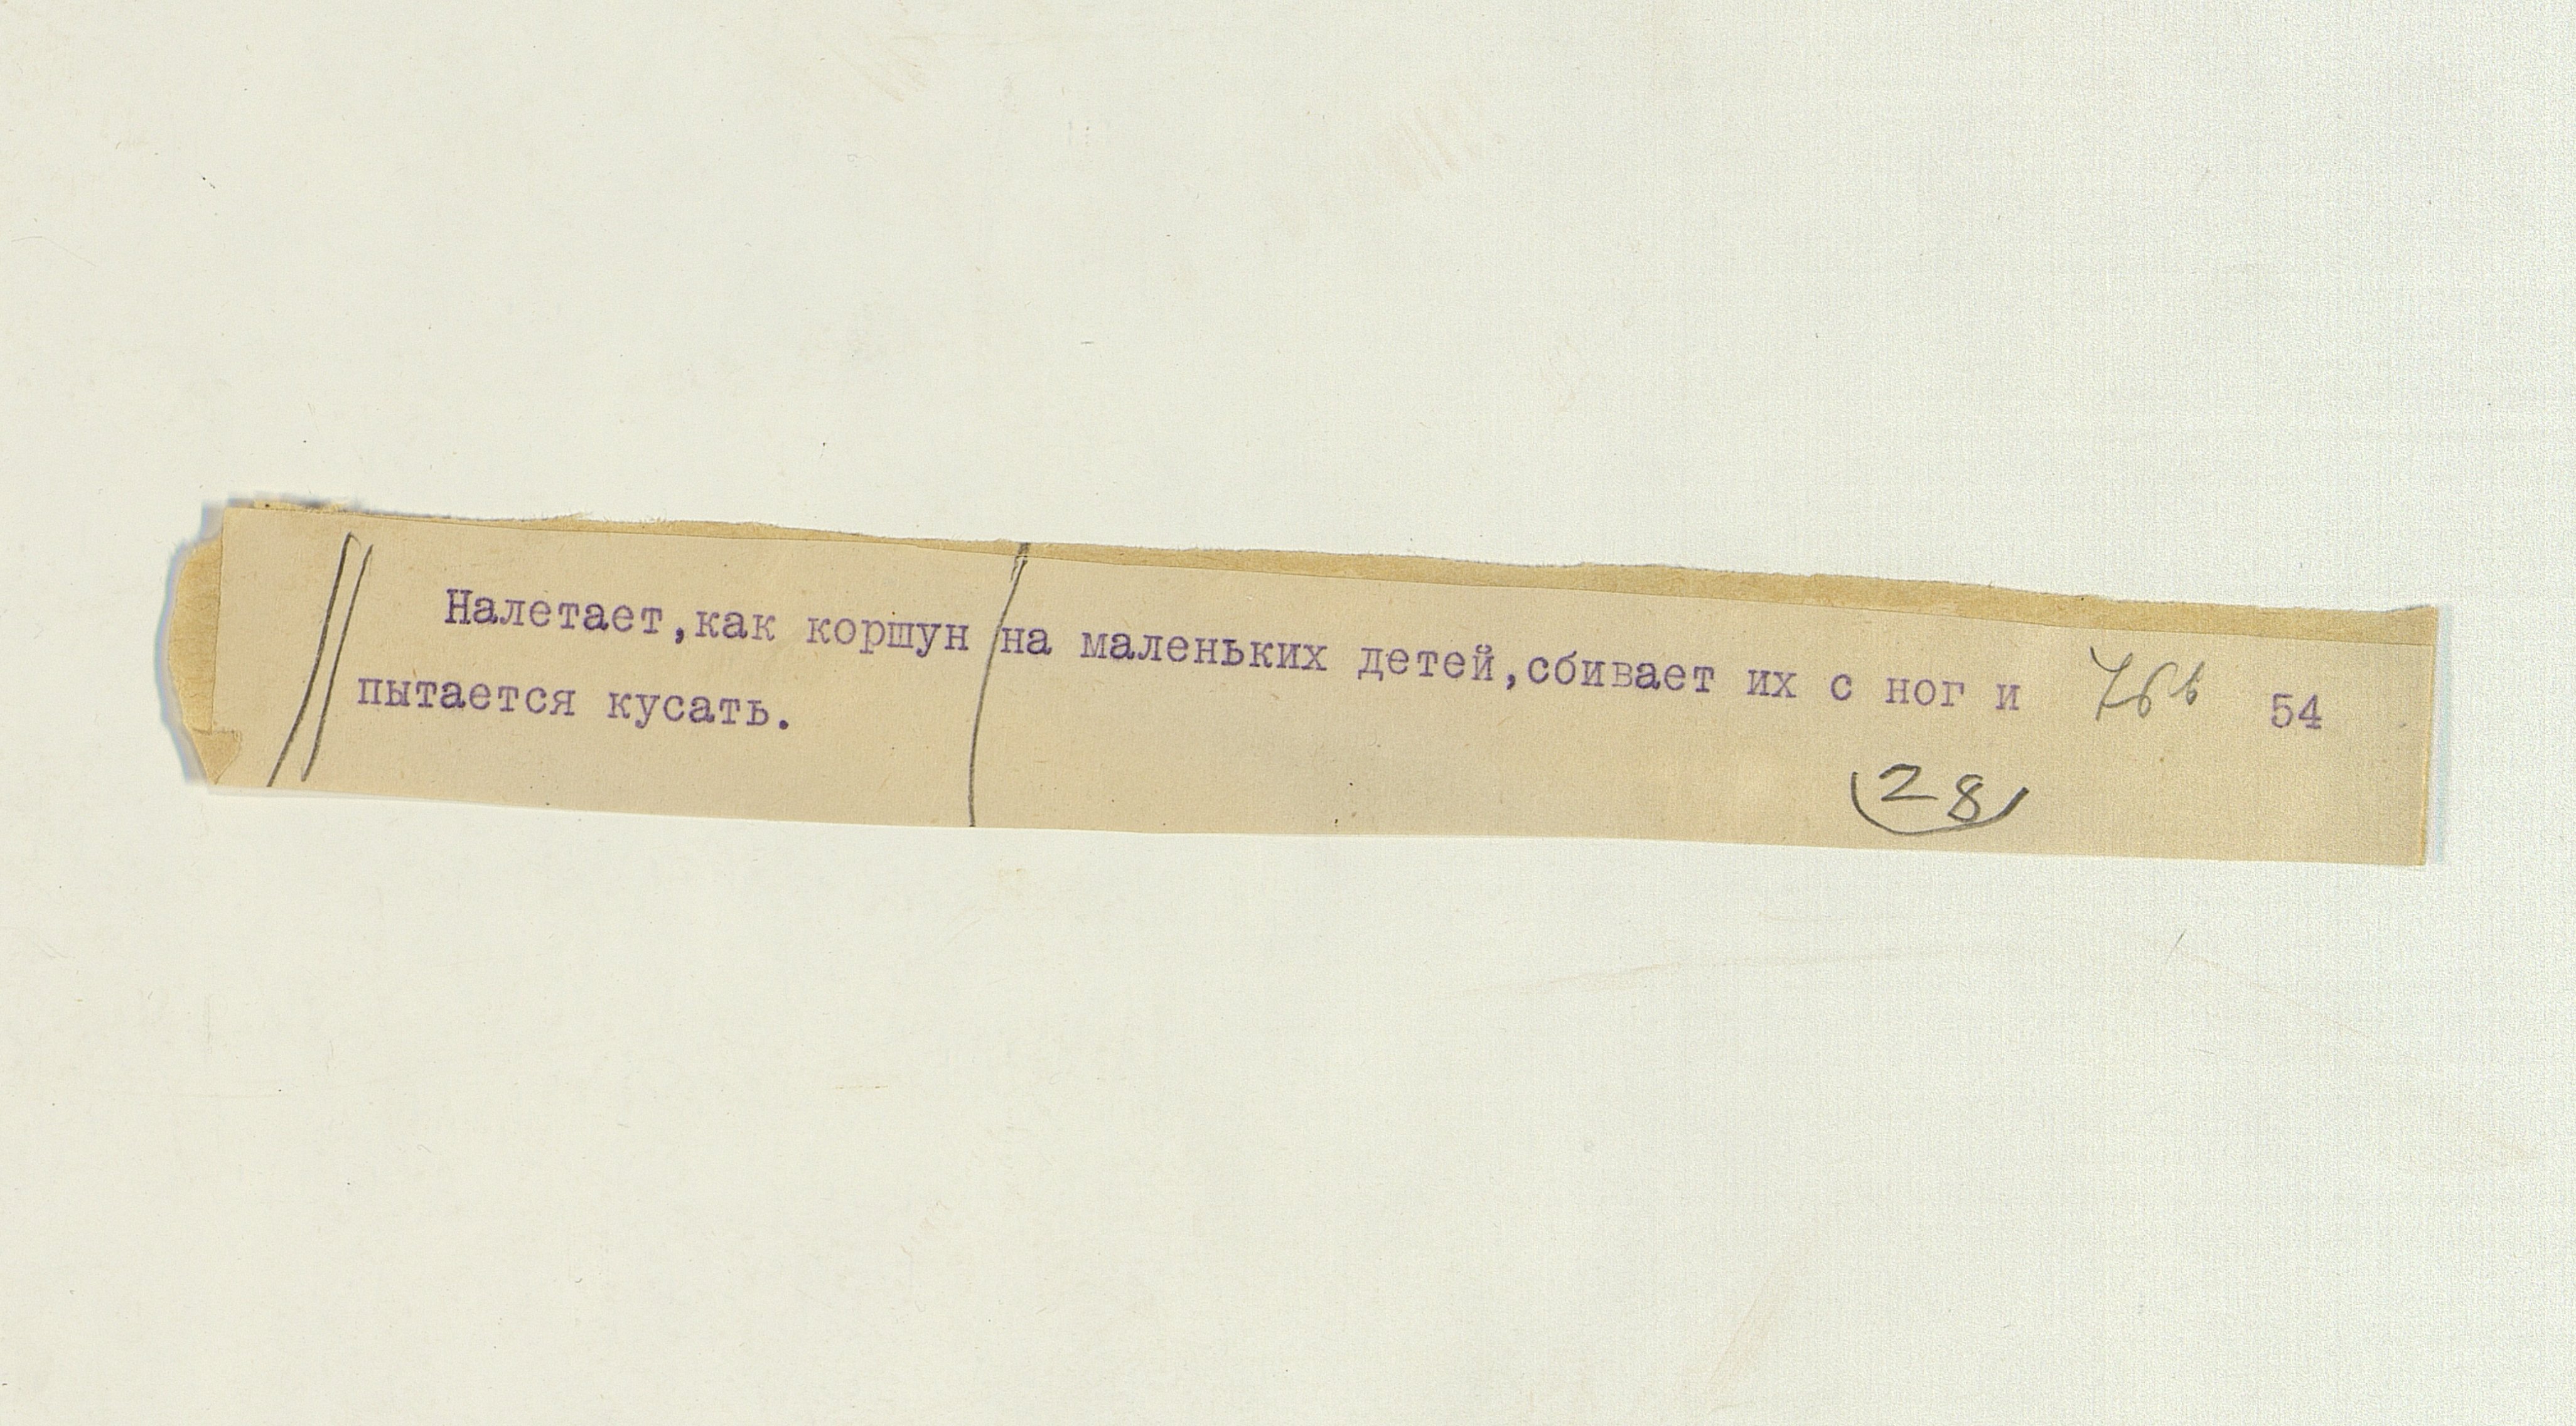 Налетает,как коршун на маленьких детей,сбивает их с ног и 54
пытается кусать.
28